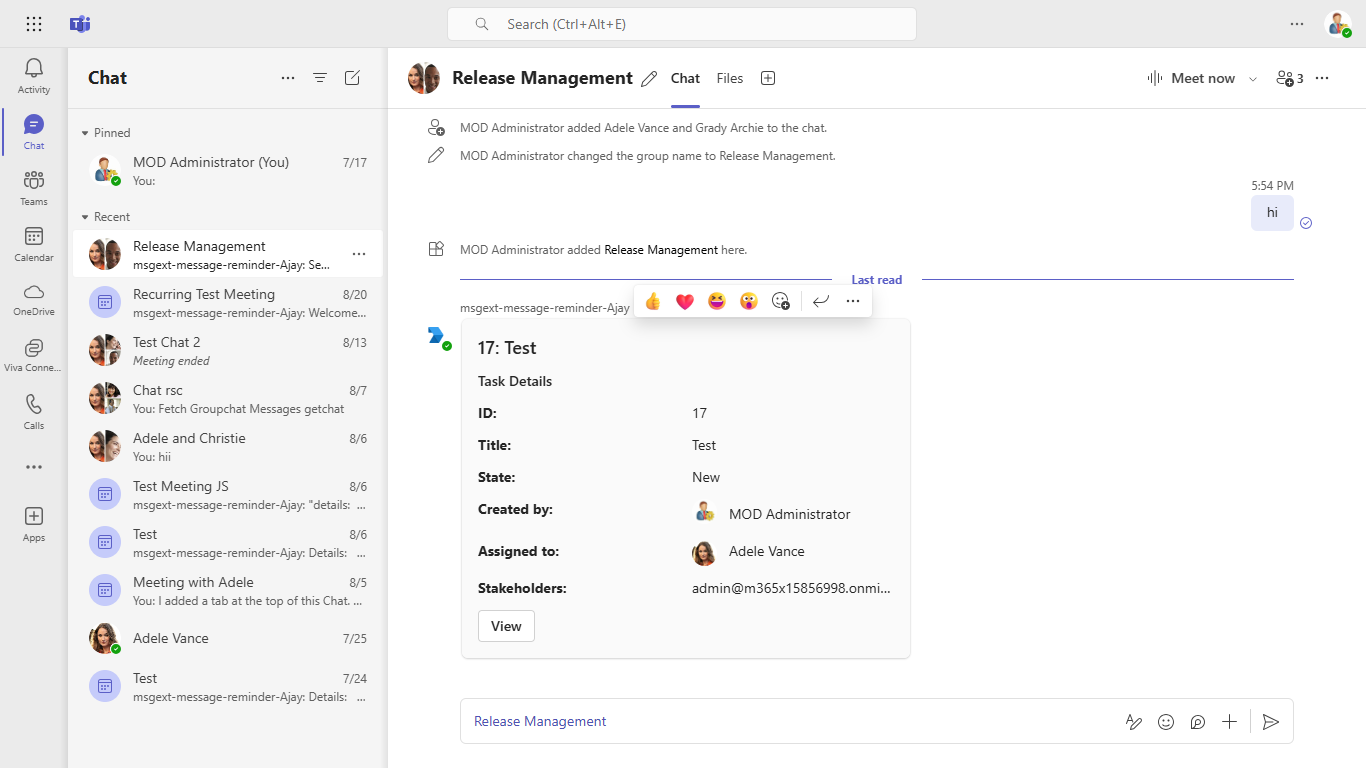 Search (Ctrl+Alt+E)
Activity
Chat
Teams
Calendar
OneDrive
Viva Conne...
Calls
Apps
Chat
Pinned
MOD Administrator (You) 7/17
You:
Recent
Release Management
msgext-message-reminder-Ajay: Se...
Recurring Test Meeting 8/20
msgext-message-reminder-Ajay: Welcome...
Test Chat 2 8/13
Meeting ended
Chat rsc 8/7
You: Fetch Groupchat Messages getchat
Adele and Christie 8/6
You: hii
Test Meeting JS 8/6
msgext-message-reminder-Ajay: "details: ...
Test 8/6
msgext-message-reminder-Ajay: Details: ...
Meeting with Adele 8/5
You: I added a tab at the top of this Chat. ...
Adele Vance 7/25
Test 7/24
msgext-message-reminder-Ajay: Details: ...
Release Management Chat Files Meet now 3
MOD Administrator added Adele Vance and Grady Archie to the chat.
MOD Administrator changed the group name to Release Management.
5:54 PM
hi
MOD Administrator added Release Management here.
Last read
msgext-message-reminder-Ajay
17: Test
Task Details
ID: 17
Title: Test
State: New
Created by: MOD Administrator
Assigned to: Adele Vance
Stakeholders: admin@m365x15856998.onmi...
View
Release Management